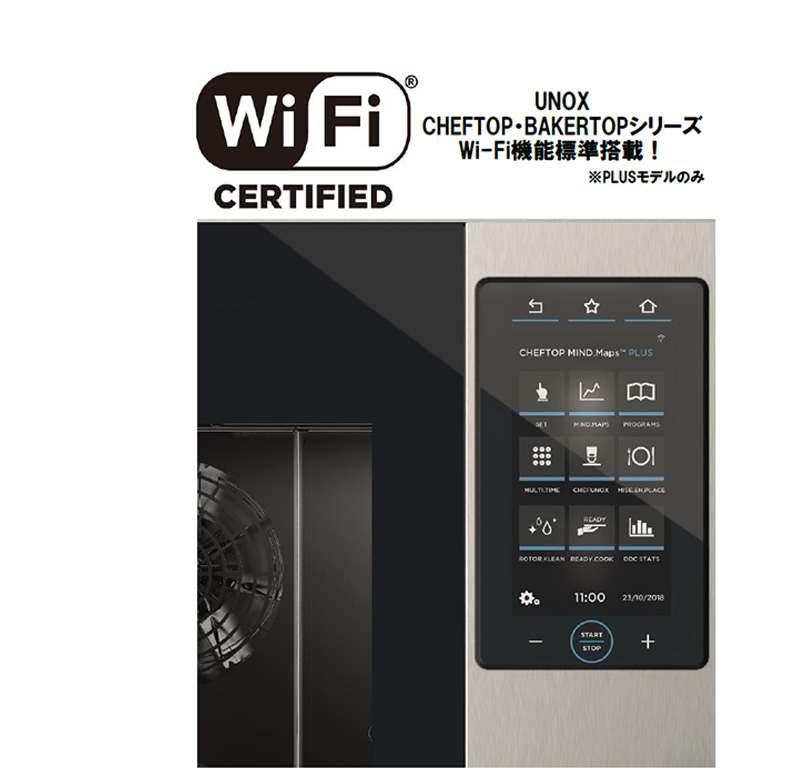 WiFi®
CERTIFIED
UNOX
CHEFTOP・BAKERTOPシリーズ
Wi-Fi機能標準搭載！
※PLUSモデルのみ
CHEFTOP MIND.Maps™ PLUS
SET MIND.MAPS PROGRAMS
MULTI.TIME CHEFUNOX MISE.EN.PLACE
READY
ROTOR.KLEAN READY.COOK DDC STATS
11:00 23/10/2018
− START +
STOP